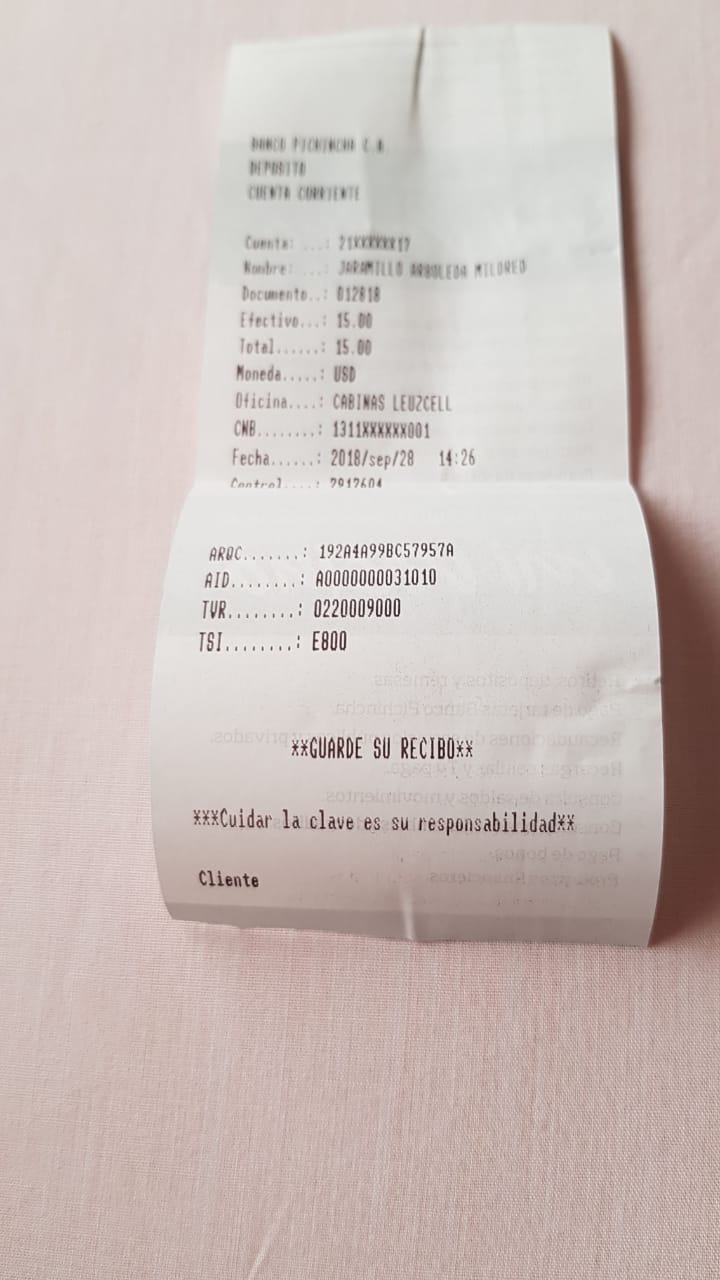 BANCO PICHINCHA C.A.
DEPOSITO
CUENTA CORRIENTE
Cuenta: ...: 21XXXXXX17
Nombre: ...: JARAMILLO ARBOLEDA MILDRED
Documento..: 012818
Efectivo...: 15.00
Total......: 15.00
Moneda.....: USD
Oficina....: CABINAS LEUZCELL
CNB........: 1311XXXXXX001
Fecha......: 2018/sep/28 14:26
Control....: 7912604
ARQC.......: 192A4A99BC57957A
AID........: A0000000031010
TVR........: 0220009000
TSI........: E800
**GUARDE SU RECIBO**
***Cuidar la clave es su responsabilidad**
Cliente